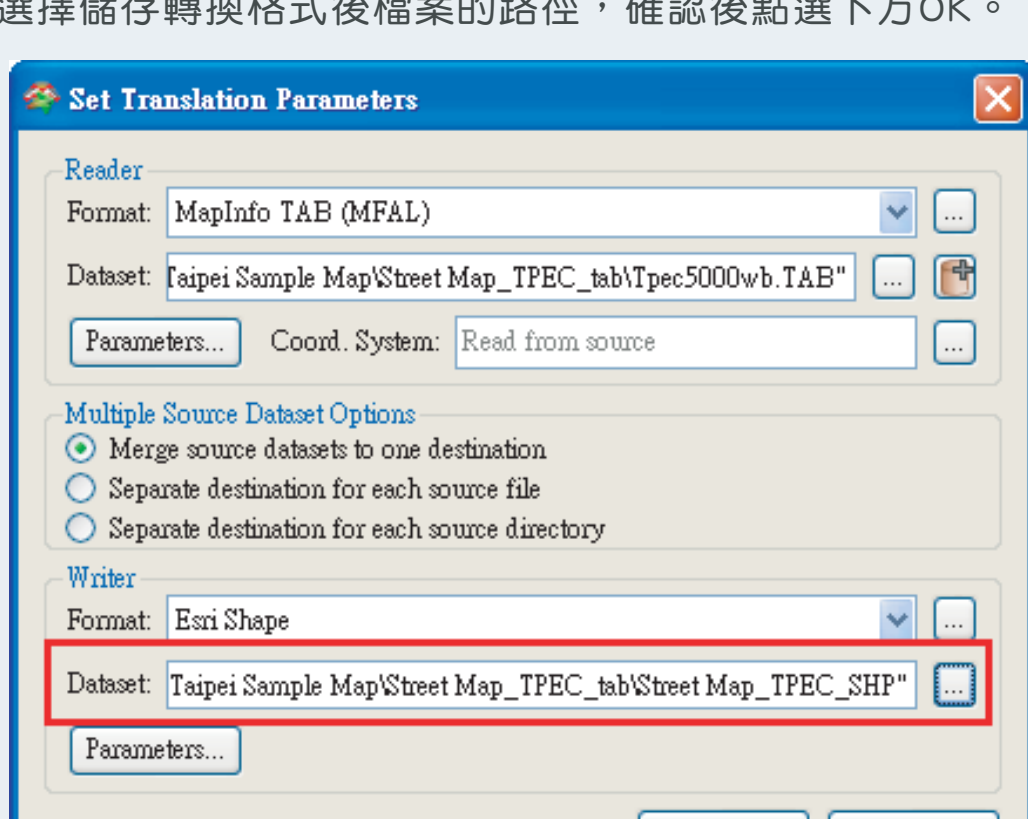 選擇儲存轉換格式後檔案的路徑，確認後點選下方OK。
Set Translation Parameters
Reader
Format: MapInfo TAB (MFAL) ...
Dataset: Taipei Sample Map\Street Map_TPEC_tab\Tpec5000wb.TAB" ...
Parameters... Coord. System: Read from source ...
Multiple Source Dataset Options
Merge source datasets to one destination
Separate destination for each source file
Separate destination for each source directory
Writer
Format: Esri Shape ...
Dataset: Taipei Sample Map\Street Map_TPEC_tab\Street Map_TPEC_SHP" ...
Parameters...